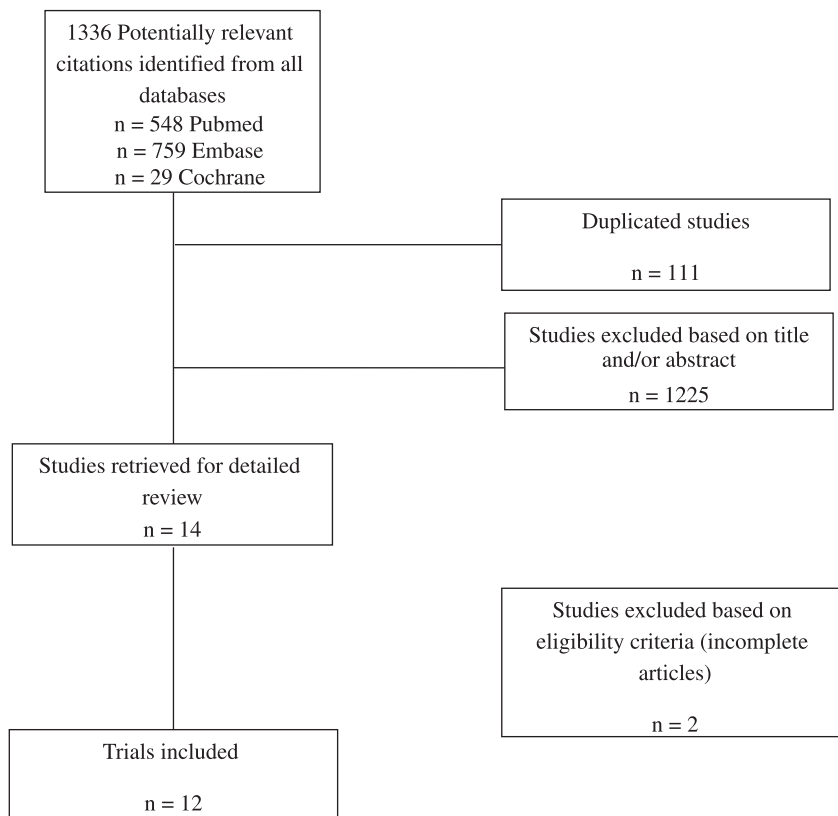 1336 Potentially relevant
citations identified from all
databases
n = 548 Pubmed
n = 759 Embase
n = 29 Cochrane
Duplicated studies
n = 111
Studies excluded based on title
and/or abstract
n = 1225
Studies retrieved for detailed
review
n = 14
Studies excluded based on
eligibility criteria (incomplete
articles)
n = 2
Trials included
n = 12